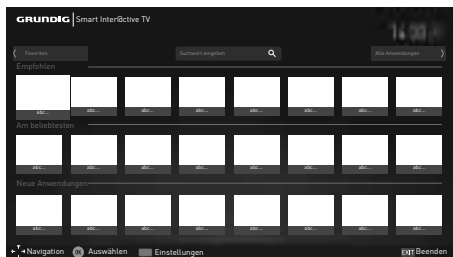 GRUNDIG Smart Inter@ctive TV
14:00
Favoriten Suchwort eingeben Alle Anwendungen
Empfohlen
abc... abc... abc... abc... abc... abc... abc... abc...
Am beliebtesten
abc... abc... abc... abc... abc... abc... abc... abc...
Neue Anwendungen
abc... abc... abc... abc... abc... abc... abc... abc...
Navigation OK Auswählen Einstellungen EXIT Beenden